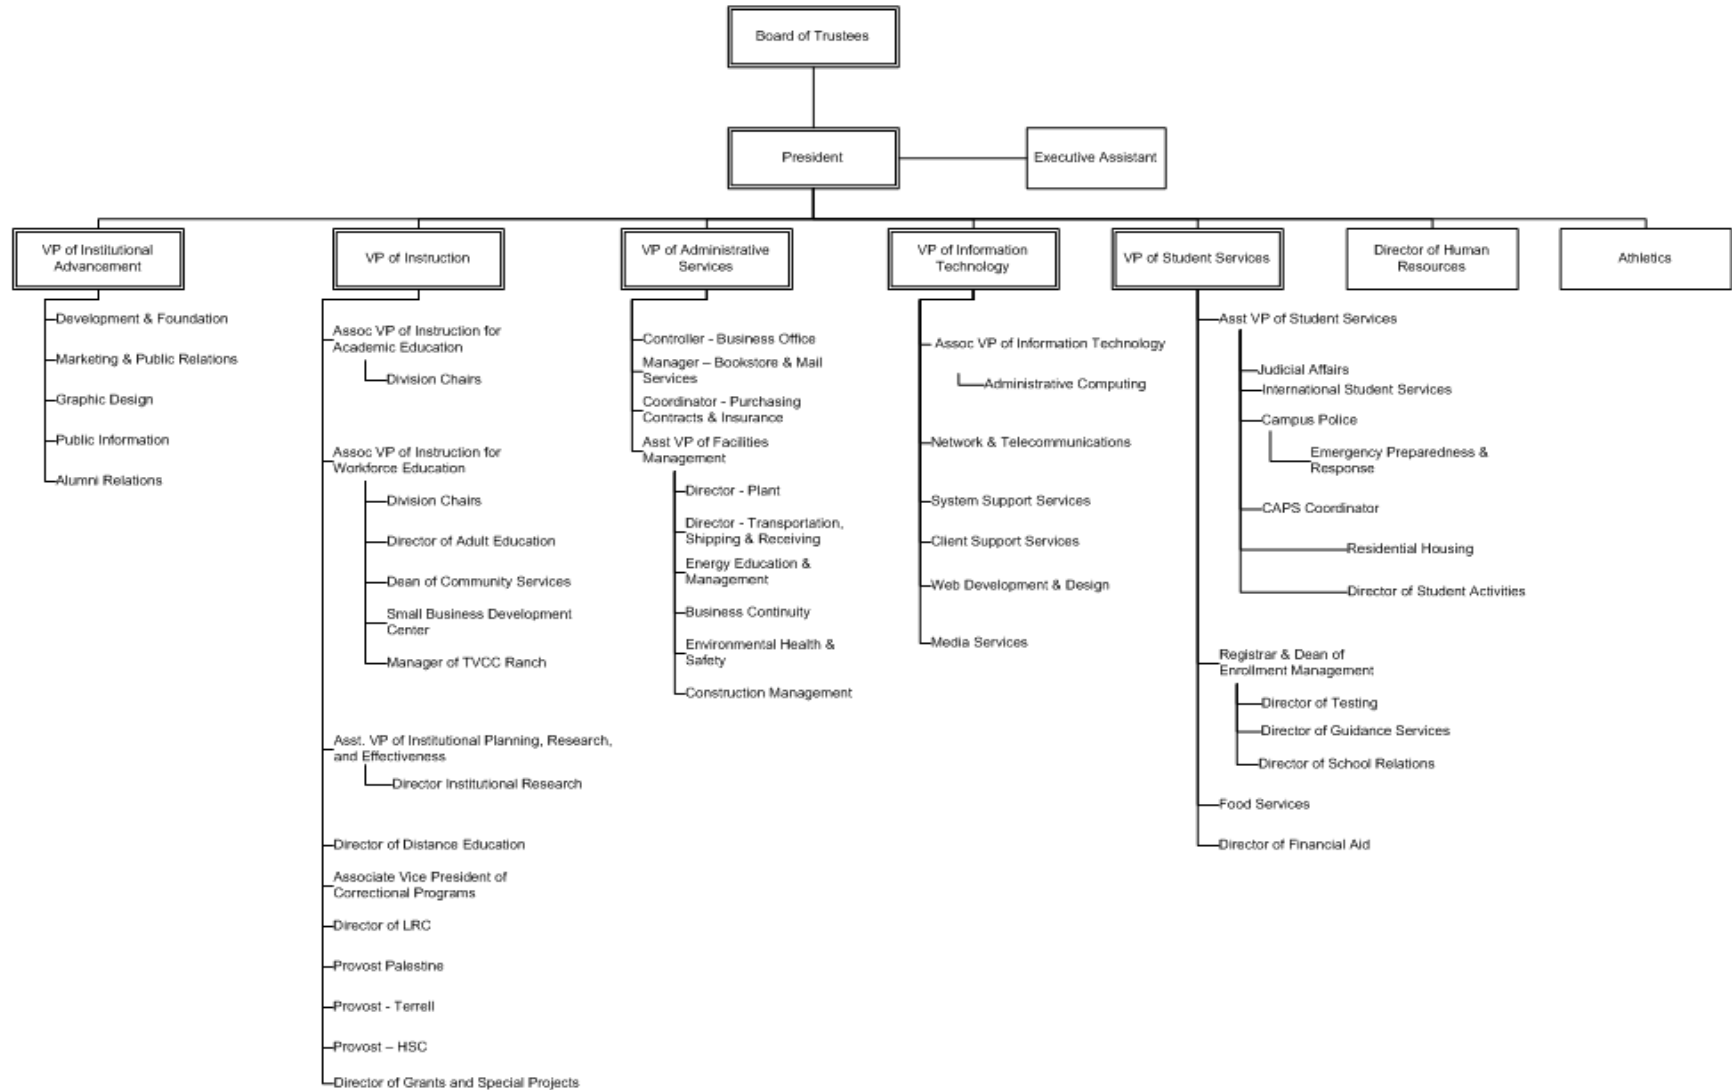 Board of Trustees
President
Executive Assistant
VP of Institutional
Advancement
VP of Instruction
VP of Administrative
Services
VP of Information
Technology
VP of Student Services
Director of Human
Resources
Athletics
Development & Foundation
Marketing & Public Relations
Graphic Design
Public Information
Alumni Relations
Assoc VP of Instruction for
Academic Education
Division Chairs
Assoc VP of Instruction for
Workforce Education
Division Chairs
Director of Adult Education
Dean of Community Services
Small Business Development
Center
Manager of TVCC Ranch
Asst. VP of Institutional Planning, Research,
and Effectiveness
Director Institutional Research
Director of Distance Education
Associate Vice President of
Correctional Programs
Director of LRC
Provost Palestine
Provost - Terrell
Provost – HSC
Director of Grants and Special Projects
Controller - Business Office
Manager – Bookstore & Mail
Services
Coordinator - Purchasing
Contracts & Insurance
Asst VP of Facilities
Management
Director - Plant
Director - Transportation,
Shipping & Receiving
Energy Education &
Management
Business Continuity
Environmental Health &
Safety
Construction Management
Assoc VP of Information Technology
Administrative Computing
Network & Telecommunications
System Support Services
Client Support Services
Web Development & Design
Media Services
Asst VP of Student Services
Judicial Affairs
International Student Services
Campus Police
Emergency Preparedness &
Response
CAPS Coordinator
Residential Housing
Director of Student Activities
Registrar & Dean of
Enrollment Management
Director of Testing
Director of Guidance Services
Director of School Relations
Food Services
Director of Financial Aid